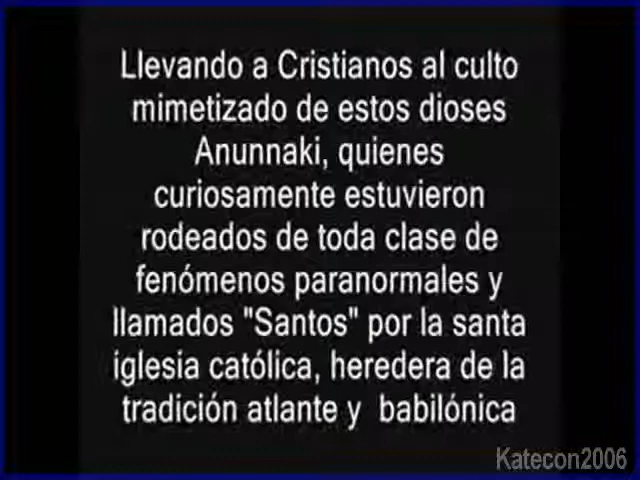 Llevando a Cristianos al culto
mimetizado de estos dioses
Anunnaki, quienes
curiosamente estuvieron
rodeados de toda clase de
fenómenos paranormales y
llamados "Santos" por la santa
iglesia católica, heredera de la
tradición atlante y babilónica
Katecon2006